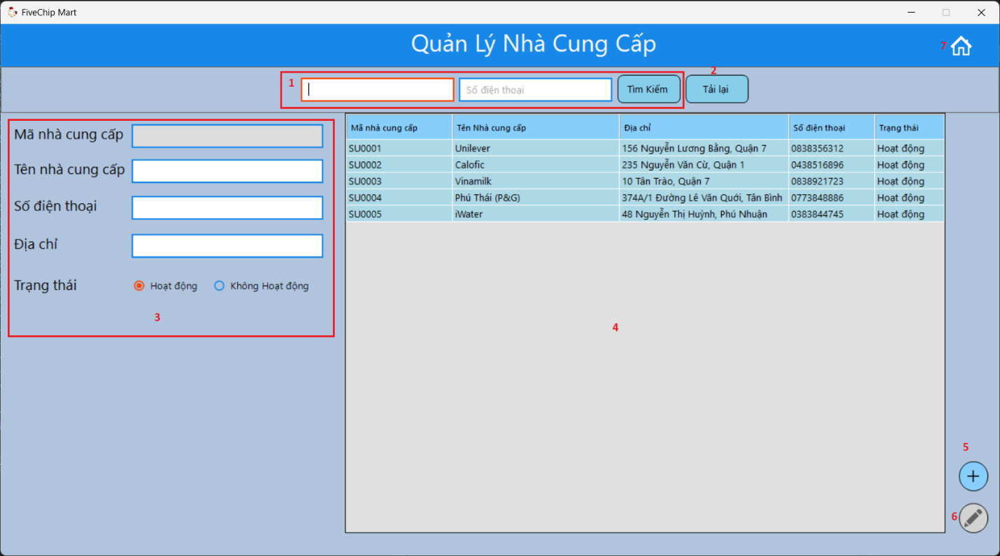 FiveChip Mart
Quản Lý Nhà Cung Cấp
7
1
Số điện thoại
Tìm Kiếm
2
Tải lại
Mã nhà cung cấp
Tên nhà cung cấp
Số điện thoại
Địa chỉ
Trạng thái
Hoạt động
Không Hoạt động
3
Mã nhà cung cấp Tên Nhà cung cấp Địa chỉ Số điện thoại Trạng thái
SU0001 Unilever 156 Nguyễn Lương Bằng, Quận 7 0838356312 Hoạt động
SU0002 Calofic 235 Nguyễn Văn Cừ, Quận 1 0438516896 Hoạt động
SU0003 Vinamilk 10 Tân Trào, Quận 7 0838921723 Hoạt động
SU0004 Phú Thái (P&G) 374A/1 Đường Lê Văn Quới, Tân Bình 0773848886 Hoạt động
SU0005 iWater 48 Nguyễn Thị Huỳnh, Phú Nhuận 0383844745 Hoạt động
4
5
6